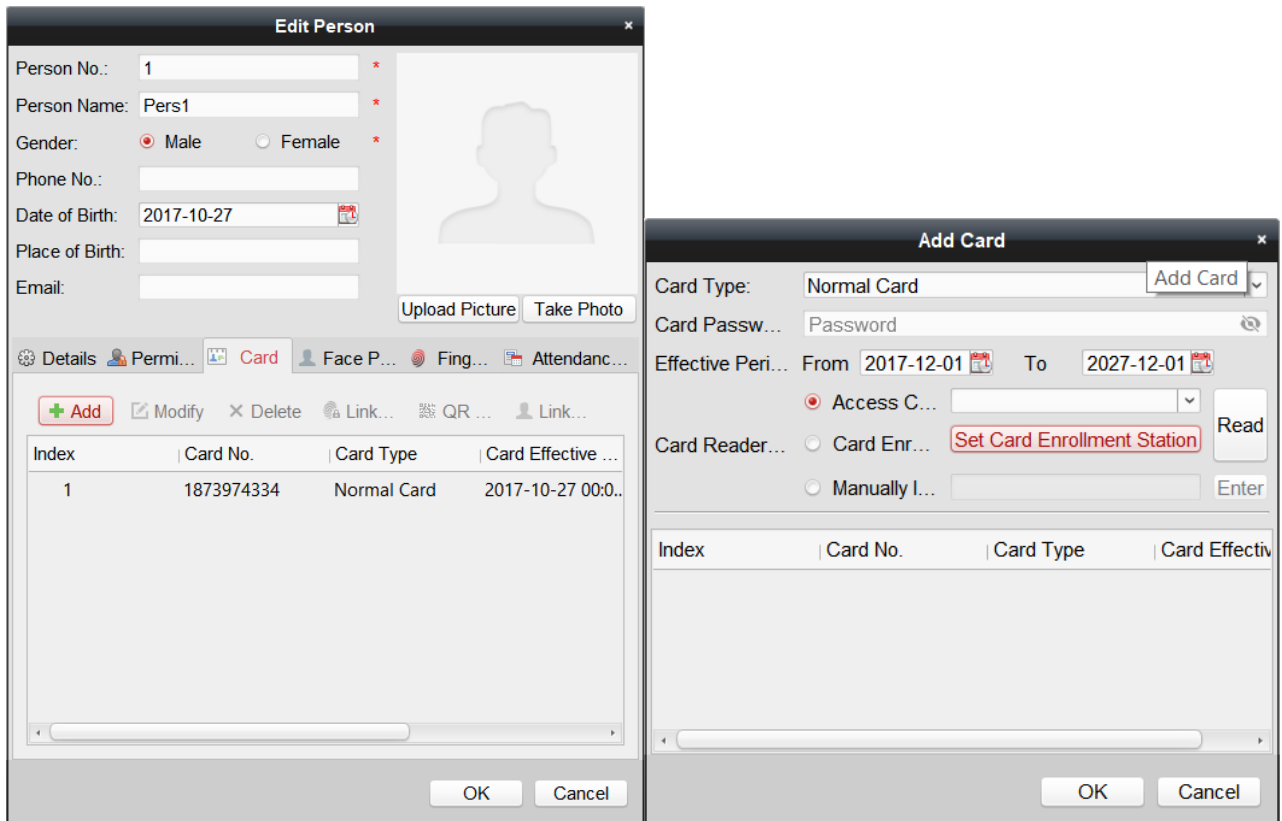 Edit Person ×
Person No.: 1 *
Person Name: Pers1 *
Gender: Male Female *
Phone No.:
Date of Birth: 2017-10-27
Place of Birth:
Email:
Upload Picture Take Photo
Details Permi... Card Face P... Fing... Attendanc...
Add Modify Delete Link... QR ... Link...
Index Card No. Card Type Card Effective ...
1 1873974334 Normal Card 2017-10-27 00:0..
OK Cancel
Add Card ×
Add Card
Card Type: Normal Card
Card Passw... Password
Effective Peri... From 2017-12-01 To 2027-12-01
Access C...
Card Reader... Card Enr... Set Card Enrollment Station Read
Manually I... Enter
Index Card No. Card Type Card Effectiv
OK Cancel